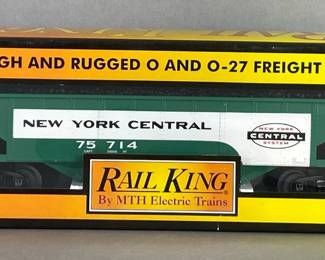 GH AND RUGGED O AND O-27 FREIGHT
NEW YORK CENTRAL
75 714
NEW YORK
CENTRAL
SYSTEM
RAIL KING®
By MTH Electric Trains